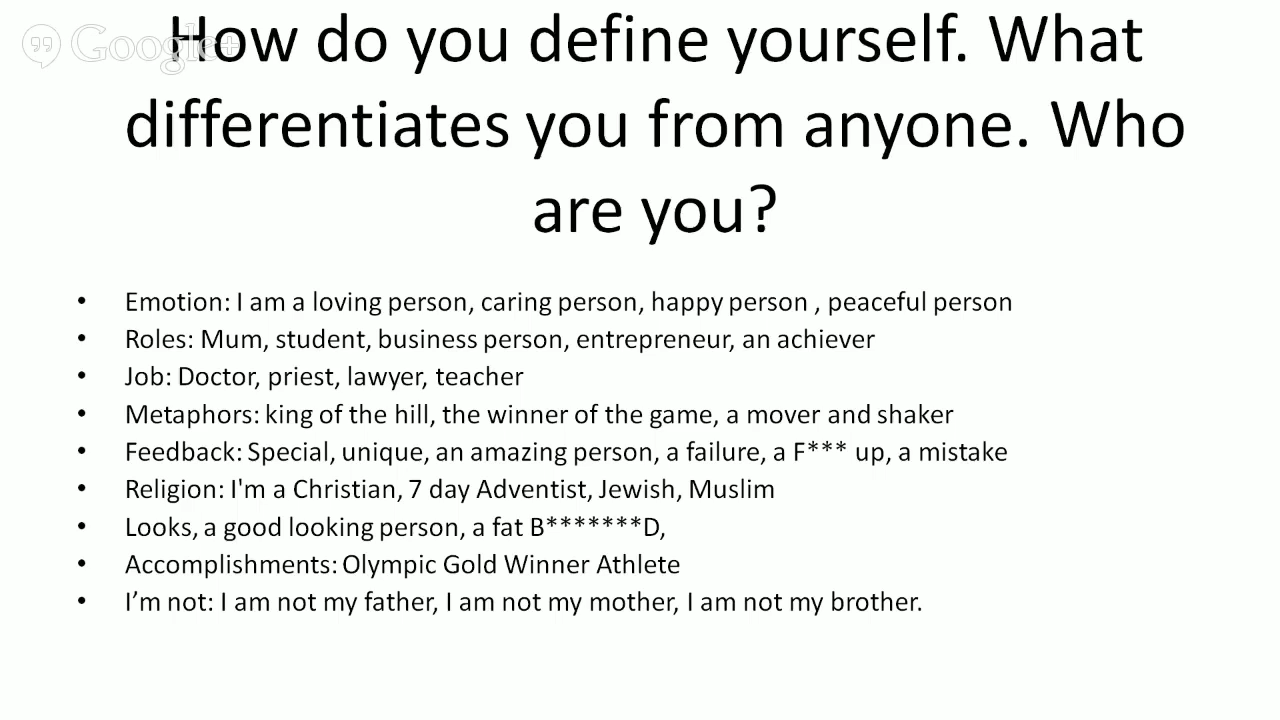 Google+
How do you define yourself. What
differentiates you from anyone. Who
are you?
• Emotion: I am a loving person, caring person, happy person , peaceful person
• Roles: Mum, student, business person, entrepreneur, an achiever
• Job: Doctor, priest, lawyer, teacher
• Metaphors: king of the hill, the winner of the game, a mover and shaker
• Feedback: Special, unique, an amazing person, a failure, a F*** up, a mistake
• Religion: I'm a Christian, 7 day Adventist, Jewish, Muslim
• Looks, a good looking person, a fat B*******D,
• Accomplishments: Olympic Gold Winner Athlete
• I’m not: I am not my father, I am not my mother, I am not my brother.